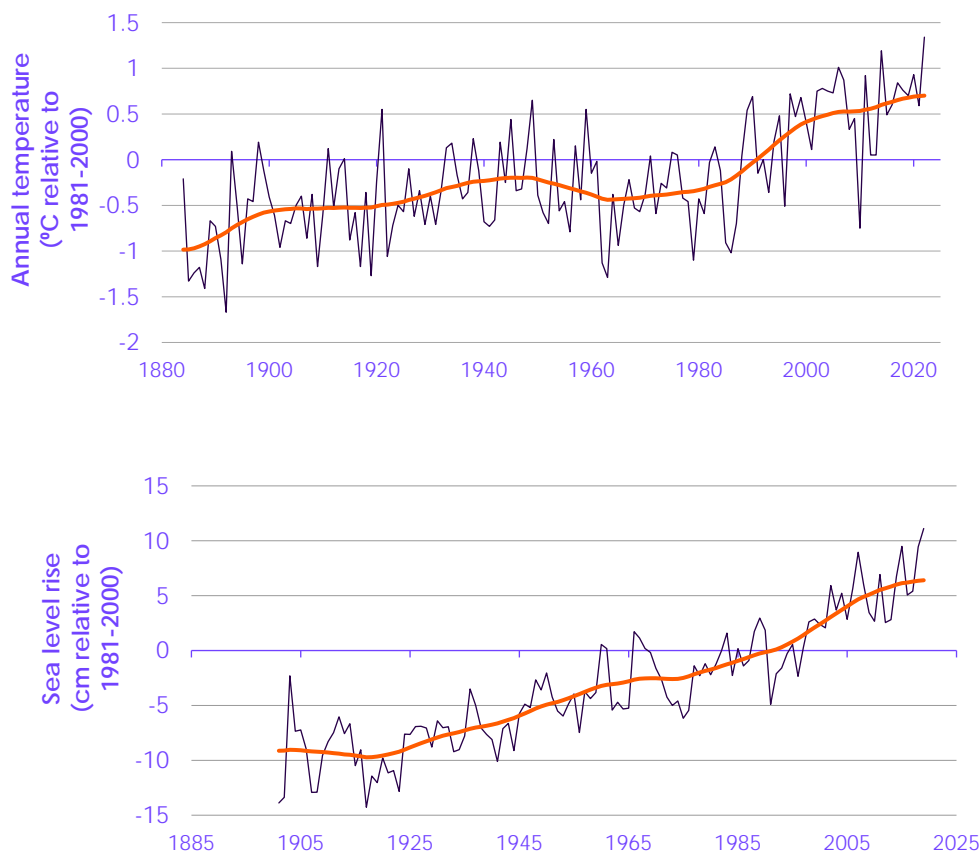 Annual temperature
(ºC relative to
1981-2000)
1.5
1
0.5
0
-0.5
-1
-1.5
-2
1880 1900 1920 1940 1960 1980 2000 2020
Sea level rise
(cm relative to
1981-2000)
15
10
5
0
-5
-10
-15
1885 1905 1925 1945 1965 1985 2005 2025